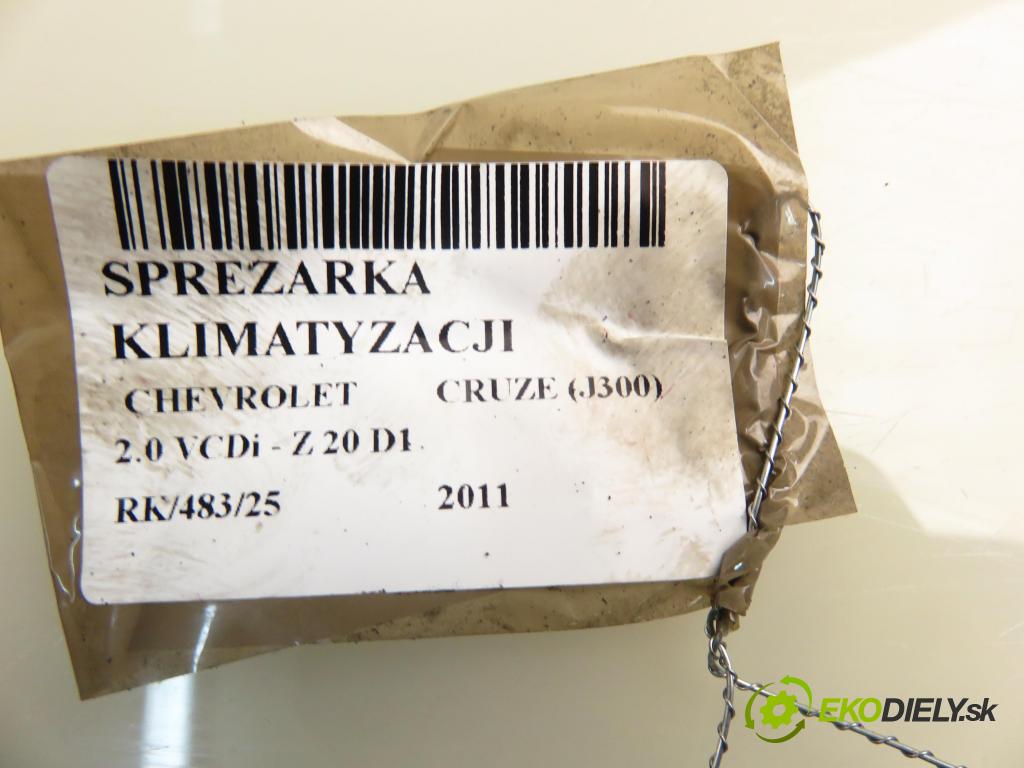 SPREZARKA
KLIMATYZACJI
CHEVROLET CRUZE (J300)
2.0 VCDi - Z 20 D1
RK/483/25 2011
EKODIELY.sk